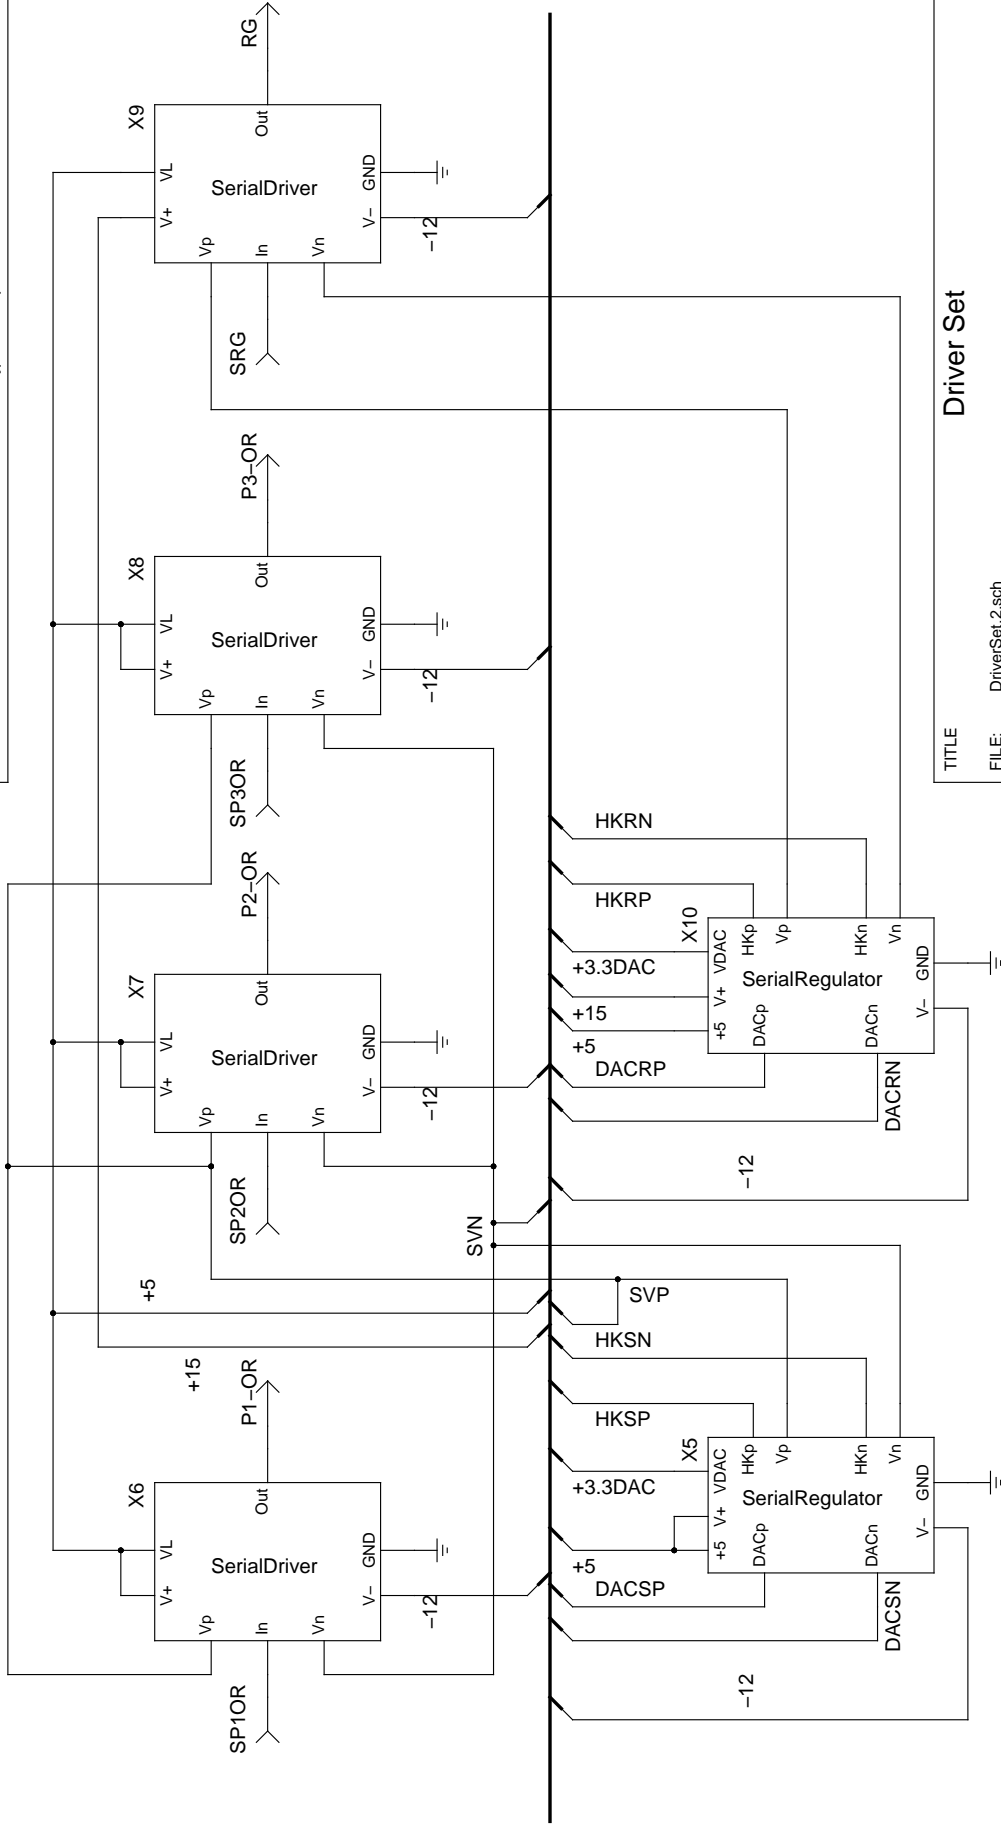 X6
V+
VL
Vp
In
Vn
SerialDriver
Out
V−
GND
SP1OR
P1−OR
−12
+15
+5
X7
V+
VL
Vp
In
Vn
SerialDriver
Out
V−
GND
SP2OR
P2−OR
−12
X8
V+
VL
Vp
In
Vn
SerialDriver
Out
V−
GND
SP3OR
P3−OR
−12
X9
V+
VL
Vp
In
Vn
SerialDriver
Out
V−
GND
SRG
RG
−12
SVN
SVP
−12
DACSN
DACSP
+5
+3.3DAC
HKSP
HKSN
X5
+5
V+
VDAC
DACp
HKp
Vp
SerialRegulator
DACn
HKn
Vn
V−
GND
−12
DACRN
DACRP
+5
+15
+3.3DAC
HKRP
HKRN
X10
+5
V+
VDAC
DACp
HKp
Vp
SerialRegulator
DACn
HKn
Vn
V−
GND
TITLE
Driver Set
FILE:
DriverSet.2.sch